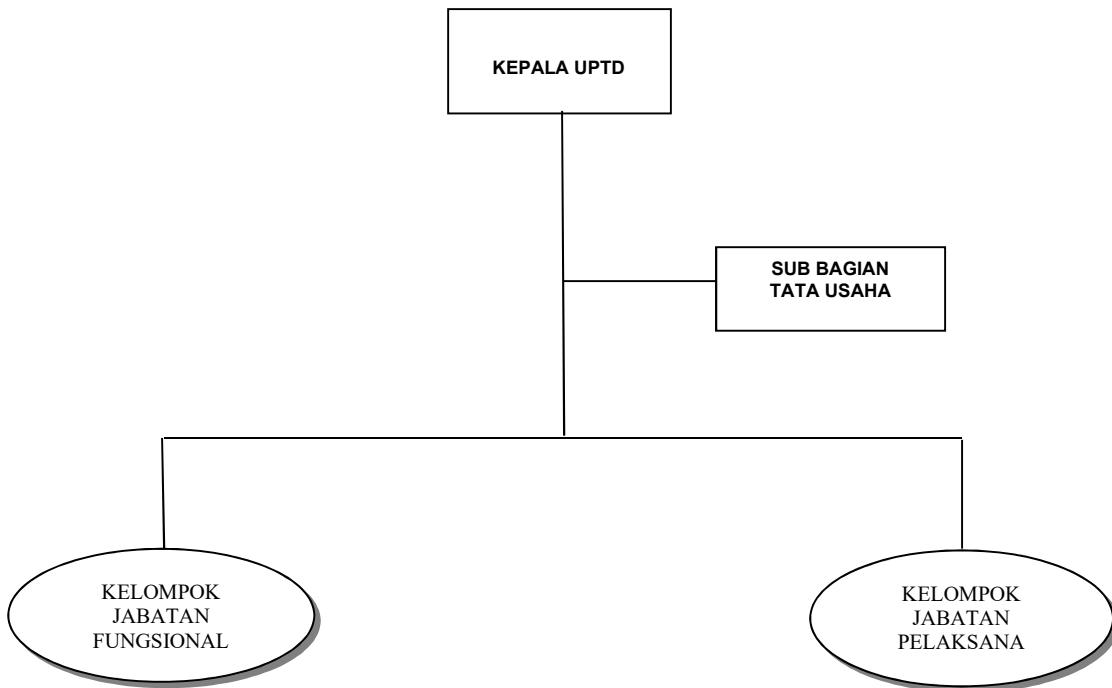 KEPALA UPTD
SUB BAGIAN
TATA USAHA
KELOMPOK
JABATAN
FUNGSIONAL
KELOMPOK
JABATAN
PELAKSANA